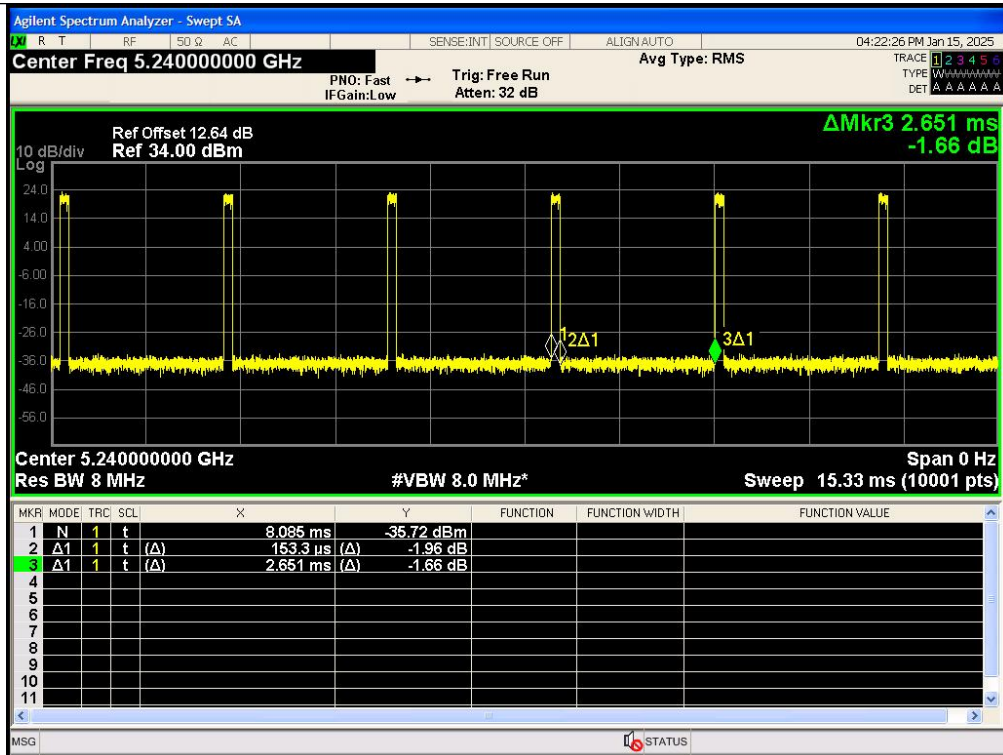 Agilent Spectrum Analyzer - Swept SA
LXI R T RF 50 Ω AC SENSE:INT SOURCE OFF ALIGN AUTO 04:22:26 PM Jan 15, 2025
Center Freq 5.240000000 GHz Avg Type: RMS TRACE 1 2 3 4 5 6
PNO: Fast Trig: Free Run TYPE WWWWWW
IFGain:Low Atten: 32 dB DET A A A A A A
ΔMkr3 2.651 ms
Ref Offset 12.64 dB
10 dB/div Ref 34.00 dBm -1.66 dB
Log
24.0
14.0
4.00
-6.00
-16.0
-26.0
1 2Δ1 3Δ1
-36.0
-46.0
-56.0
Center 5.240000000 GHz Span 0 Hz
Res BW 8 MHz #VBW 8.0 MHz* Sweep 15.33 ms (10001 pts)
MKR MODE TRC SCL X Y FUNCTION FUNCTION WIDTH FUNCTION VALUE
1 N 1 t 8.085 ms -35.72 dBm
2 Δ1 1 t (Δ) 153.3 µs (Δ) -1.96 dB
3 Δ1 1 t (Δ) 2.651 ms (Δ) -1.66 dB
4
5
6
7
8
9
10
11
MSG STATUS